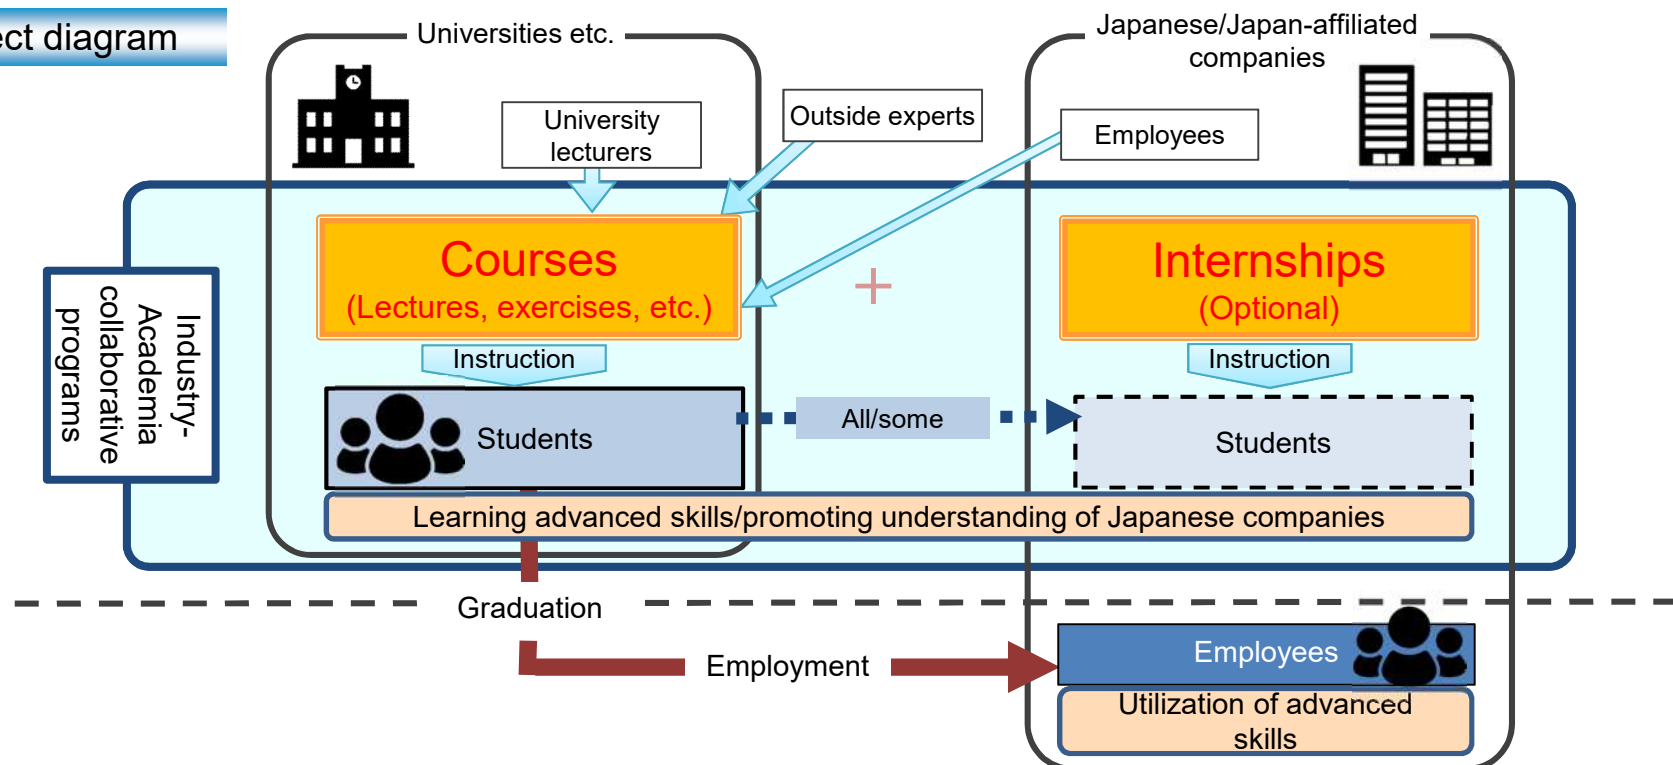 ect diagram
Universities etc.
Japanese/Japan-affiliated
companies
University
lecturers
Outside experts
Employees
Industry-
Academia
collaborative
programs
Courses
(Lectures, exercises, etc.)
+
Internships
(Optional)
Instruction
Instruction
Students
All/some
Students
Learning advanced skills/promoting understanding of Japanese companies
Graduation
Employment
Employees
Utilization of advanced
skills